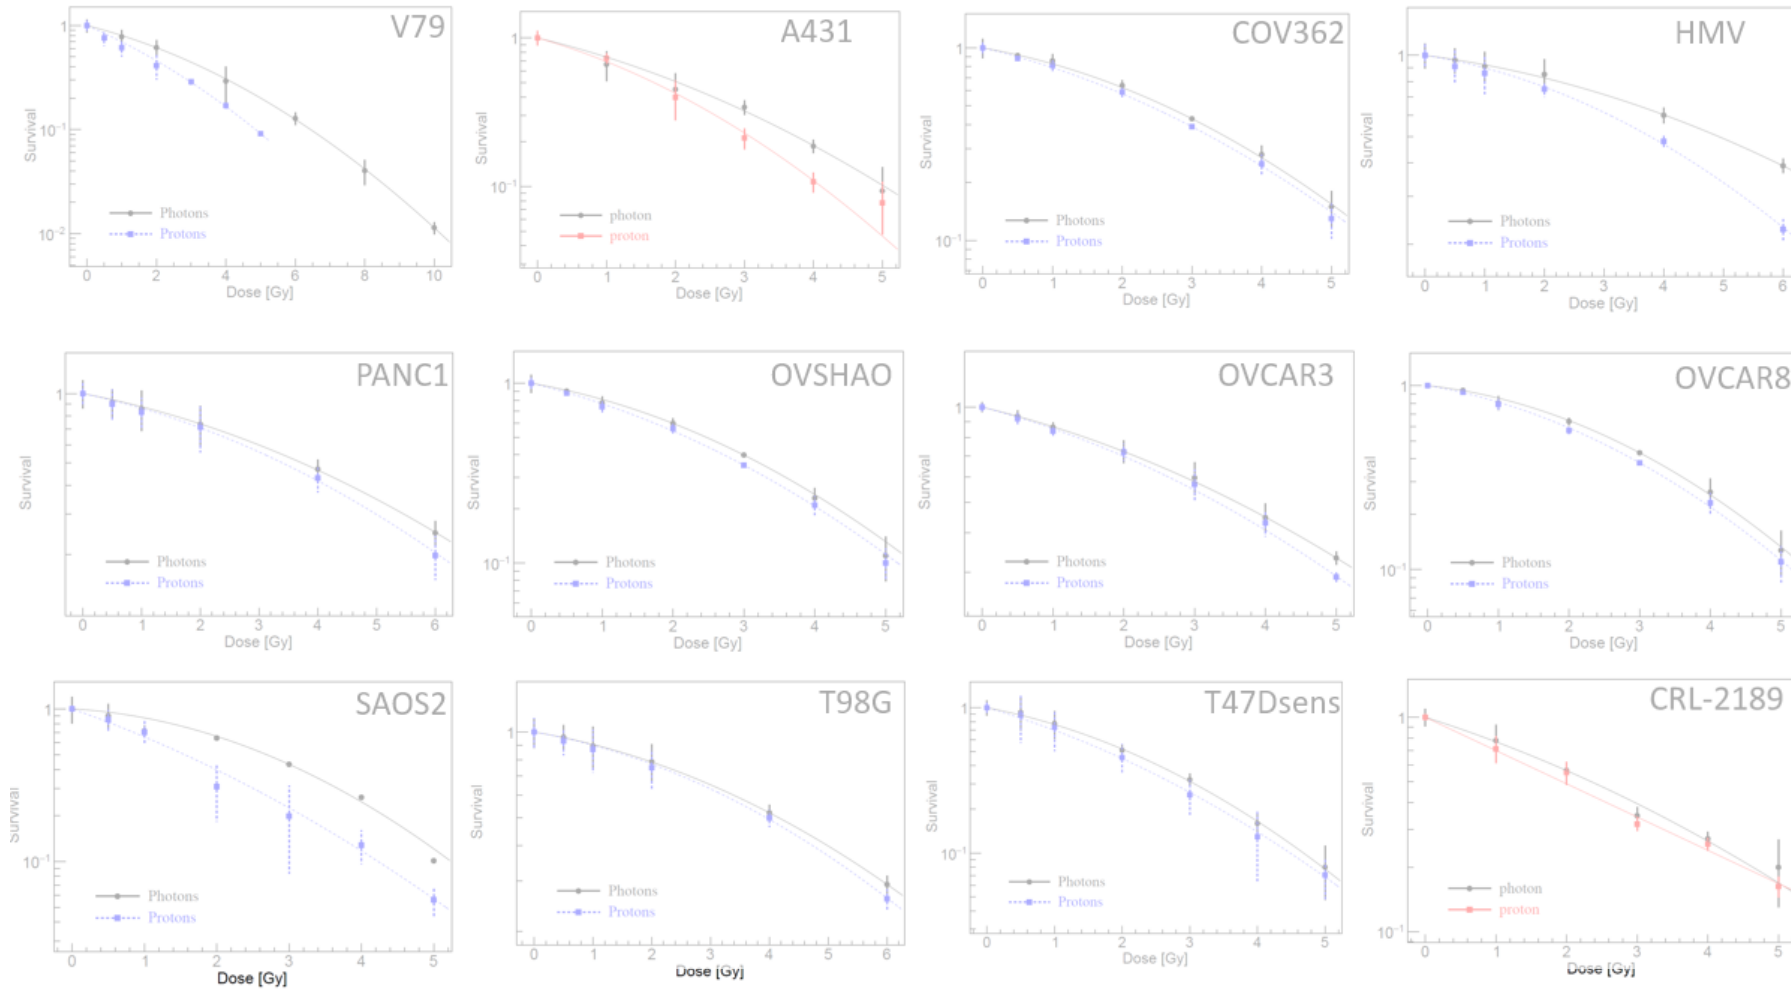 V79
Survival
1
10⁻¹
10⁻²
Photons
Protons
0 2 4 6 8 10
Dose [Gy]
A431
Survival
1
10⁻¹
photon
proton
0 1 2 3 4 5
Dose [Gy]
COV362
Survival
1
10⁻¹
Photons
Protons
0 1 2 3 4 5
Dose [Gy]
HMV
Survival
1
Photons
Protons
0 1 2 3 4 5 6
Dose [Gy]
PANC1
Survival
1
Photons
Protons
0 1 2 3 4 5 6
Dose [Gy]
OVSHAO
Survival
1
10⁻¹
Photons
Protons
0 1 2 3 4 5
Dose [Gy]
OVCAR3
Survival
1
Photons
Protons
0 1 2 3 4 5
Dose [Gy]
OVCAR8
Survival
1
10⁻¹
Photons
Protons
0 1 2 3 4 5
Dose [Gy]
SAOS2
Survival
1
10⁻¹
Photons
Protons
0 1 2 3 4 5
Dose [Gy]
T98G
Survival
1
Photons
Protons
0 1 2 3 4 5 6
Dose [Gy]
T47Dsens
Survival
1
10⁻¹
Photons
Protons
0 1 2 3 4 5
Dose [Gy]
CRL-2189
Survival
1
10⁻¹
photon
proton
0 1 2 3 4 5
Dose [Gy]